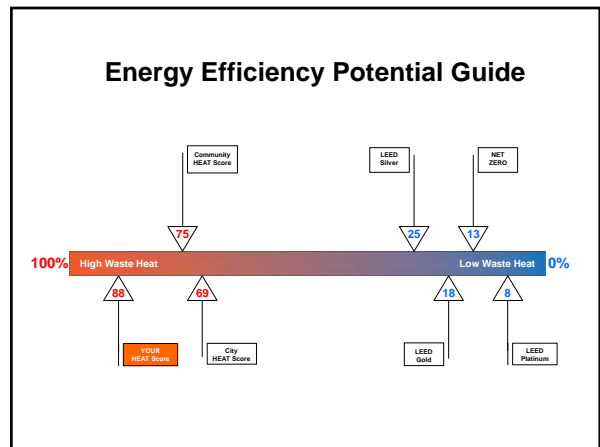 Energy Efficiency Potential Guide
Community
HEAT Score
LEED
Silver
NET
ZERO
75
25
13
100%
High Waste Heat
Low Waste Heat
0%
88
69
18
8
YOUR
HEAT Score
City
HEAT Score
LEED
Gold
LEED
Platinum